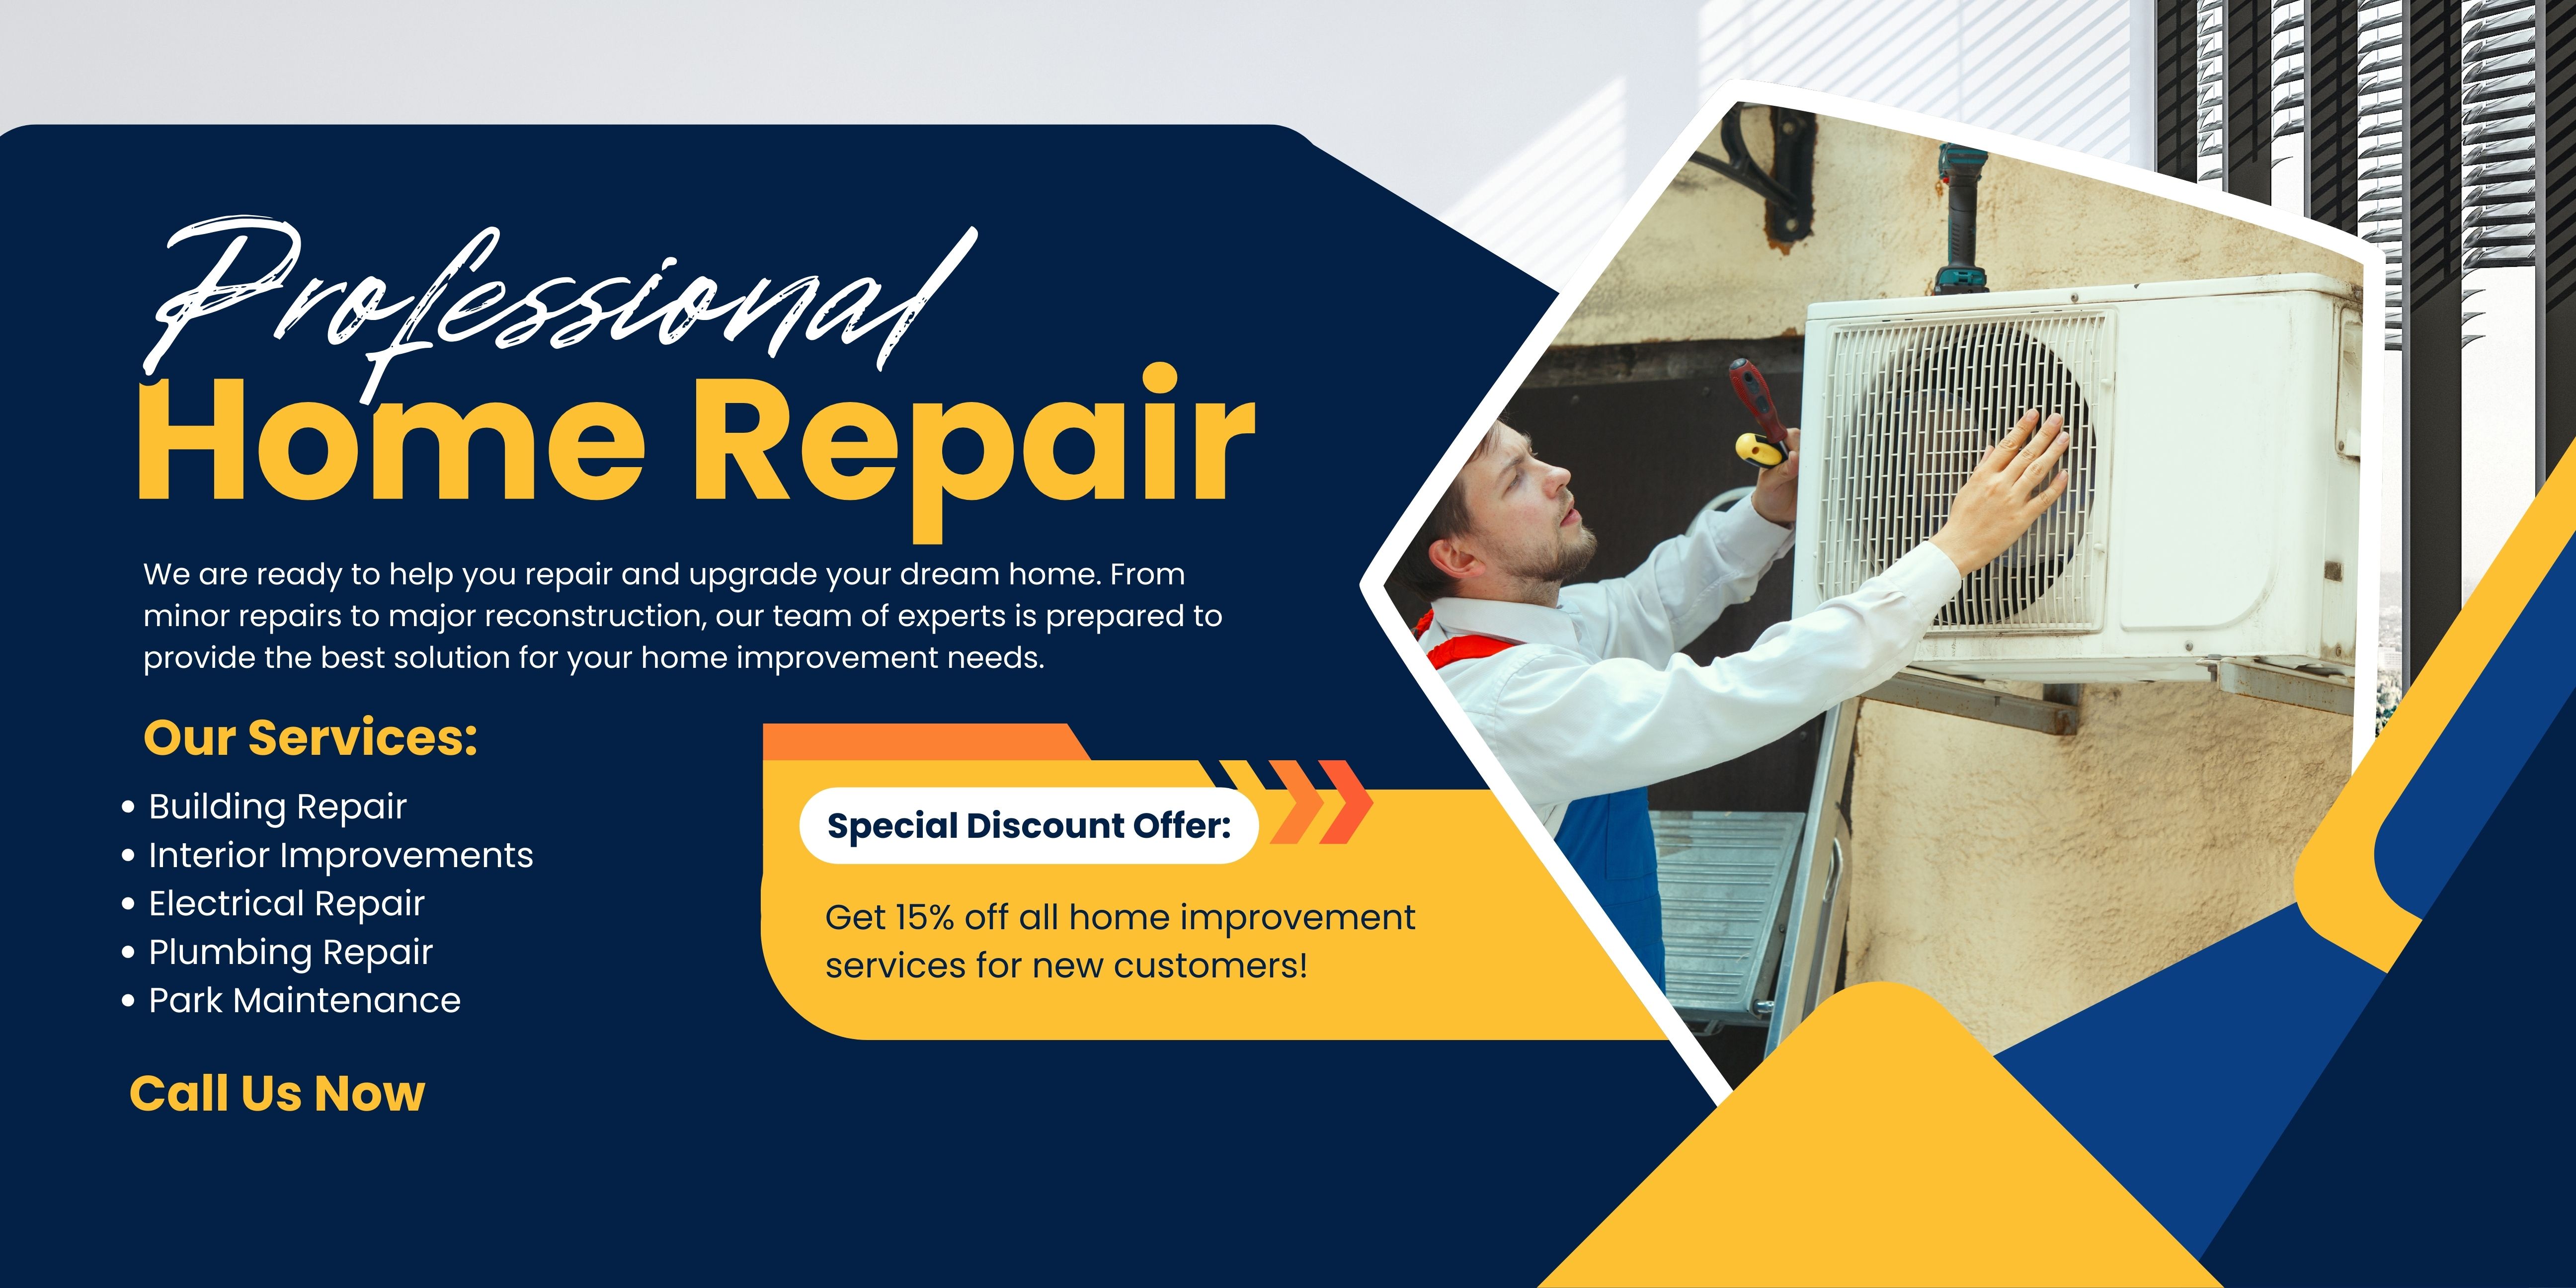 Professional
Home Repair
We are ready to help you repair and upgrade your dream home. From
minor repairs to major reconstruction, our team of experts is prepared to
provide the best solution for your home improvement needs.
Our Services:
• Building Repair
• Interior Improvements
• Electrical Repair
• Plumbing Repair
• Park Maintenance
Special Discount Offer:
Get 15% off all home improvement
services for new customers!
Call Us Now